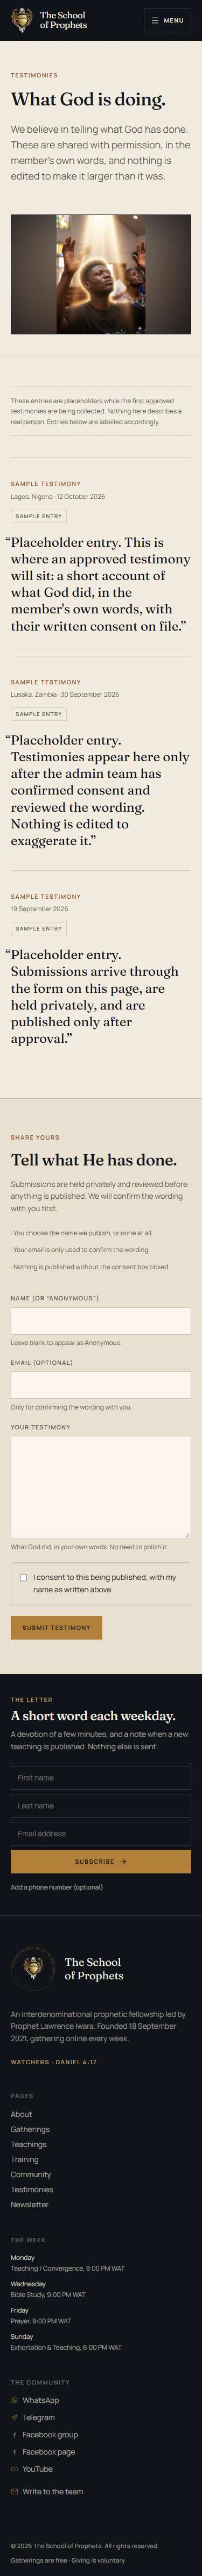 The School
of Prophets
MENU
TESTIMONIES
What God is doing.
We believe in telling what God has done.
These are shared with permission, in the
member's own words, and nothing is
edited to make it larger than it was.
These entries are placeholders while the first approved
testimonies are being collected. Nothing here describes a
real person. Entries below are labelled accordingly.
SAMPLE TESTIMONY
Lagos, Nigeria · 12 October 2026
SAMPLE ENTRY
“Placeholder entry. This is
where an approved testimony
will sit: a short account of
what God did, in the
member's own words, with
their written consent on file.”
SAMPLE TESTIMONY
Lusaka, Zambia · 30 September 2026
SAMPLE ENTRY
“Placeholder entry.
Testimonies appear here only
after the admin team has
confirmed consent and
reviewed the wording.
Nothing is edited to
exaggerate it.”
SAMPLE TESTIMONY
19 September 2026
SAMPLE ENTRY
“Placeholder entry.
Submissions arrive through
the form on this page, are
held privately, and are
published only after
approval.”
SHARE YOURS
Tell what He has done.
Submissions are held privately and reviewed before
anything is published. We will confirm the wording
with you first.
· You choose the name we publish, or none at all.
· Your email is only used to confirm the wording.
· Nothing is published without the consent box ticked.
NAME (OR “ANONYMOUS”)
Leave blank to appear as Anonymous.
EMAIL (OPTIONAL)
Only for confirming the wording with you.
YOUR TESTIMONY
What God did, in your own words. No need to polish it.
I consent to this being published, with my
name as written above.
SUBMIT TESTIMONY
THE LETTER
A short word each weekday.
A devotion of a few minutes, and a note when a new
teaching is published. Nothing else is sent.
First name
Last name
Email address
SUBSCRIBE →
Add a phone number (optional)
The School
of Prophets
An interdenominational prophetic fellowship led by
Prophet Lawrence Iwara. Founded 18 September
2021, gathering online every week.
WATCHERS · DANIEL 4:17
PAGES
About
Gatherings
Teachings
Training
Community
Testimonies
Newsletter
THE WEEK
Monday
Teaching / Convergence, 8:00 PM WAT
Wednesday
Bible Study, 9:00 PM WAT
Friday
Prayer, 9:00 PM WAT
Sunday
Exhortation & Teaching, 6:00 PM WAT
THE COMMUNITY
WhatsApp
Telegram
Facebook group
Facebook page
YouTube
Write to the team
© 2026 The School of Prophets. All rights reserved.
Gatherings are free · Giving is voluntary